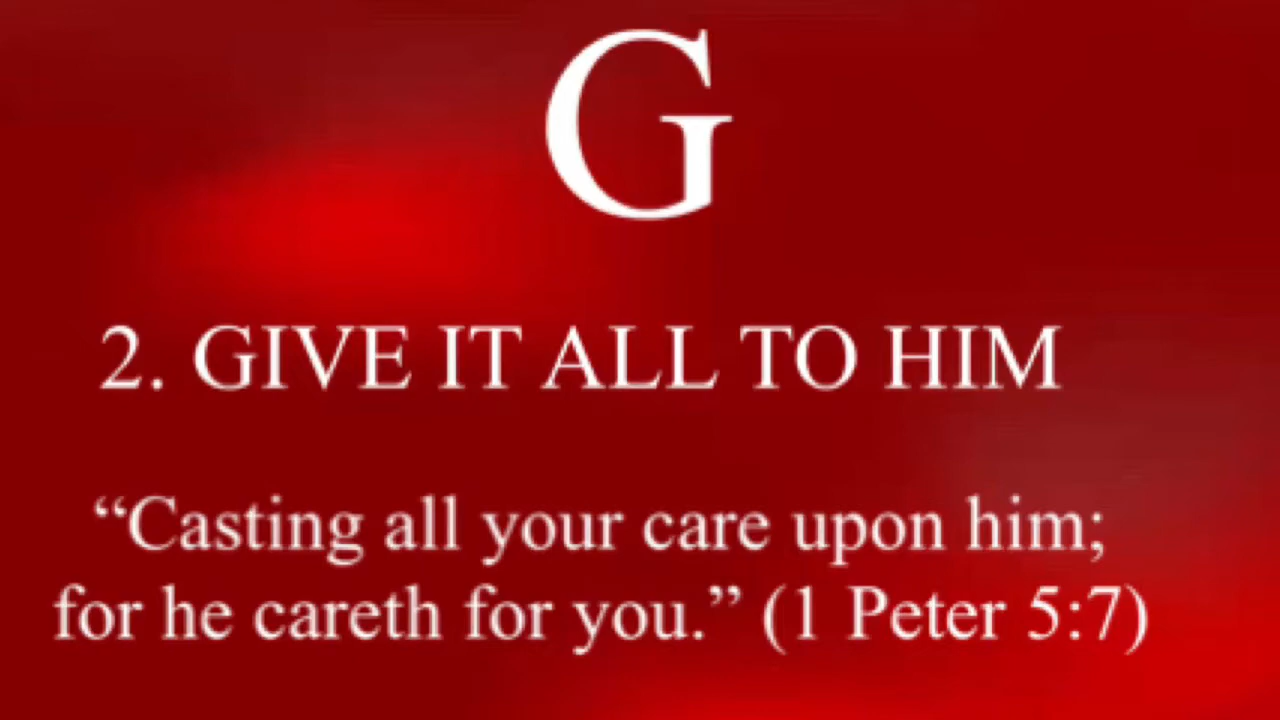 G
2. GIVE IT ALL TO HIM
“Casting all your care upon him;
for he careth for you.” (1 Peter 5:7)